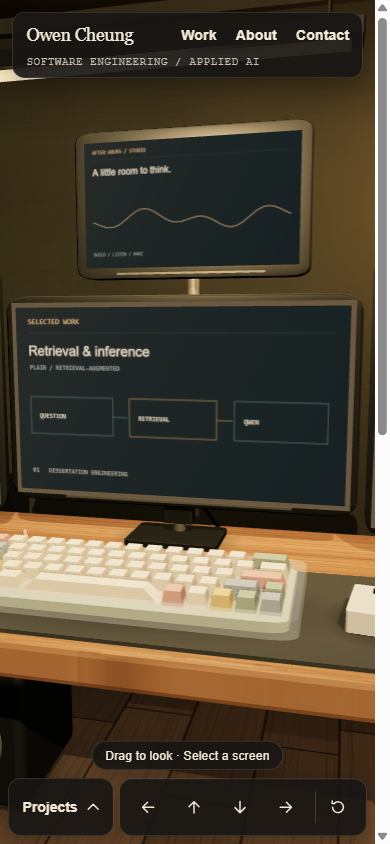 Owen Cheung
Work About Contact
SOFTWARE ENGINEERING / APPLIED AI
AFTER HOURS / STUDIO
A little room to think.
BUILD / LISTEN / MAKE
SELECTED WORK
Retrieval & inference
PLAIN / RETRIEVAL-AUGMENTED
QUESTION
RETRIEVAL
QWEN
01 DISSERTATION ENGINEERING
Drag to look · Select a screen
Projects